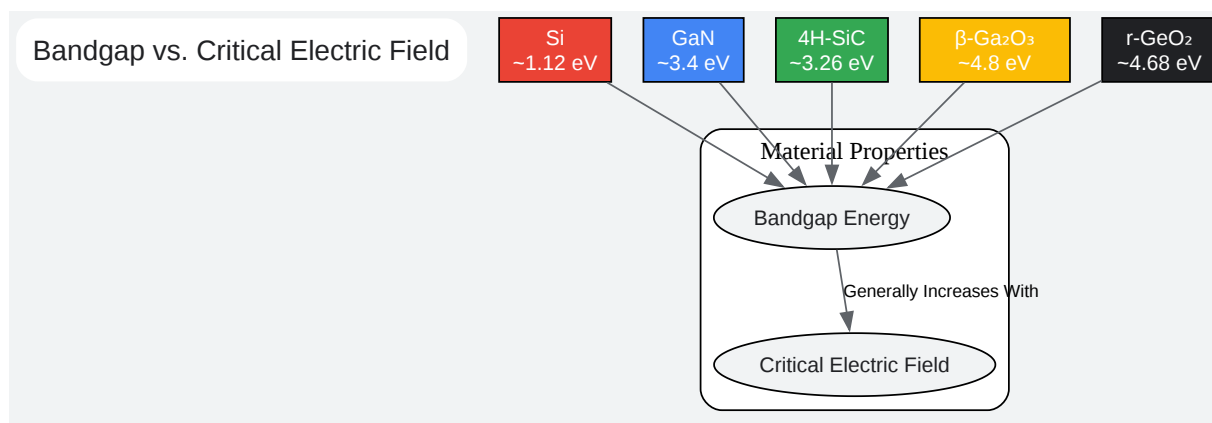 Bandgap vs. Critical Electric Field
Si
~1.12 eV
GaN
~3.4 eV
4H-SiC
~3.26 eV
β-Ga₂O₃
~4.8 eV
r-GeO₂
~4.68 eV
Material Properties
Bandgap Energy
Generally Increases With
Critical Electric Field